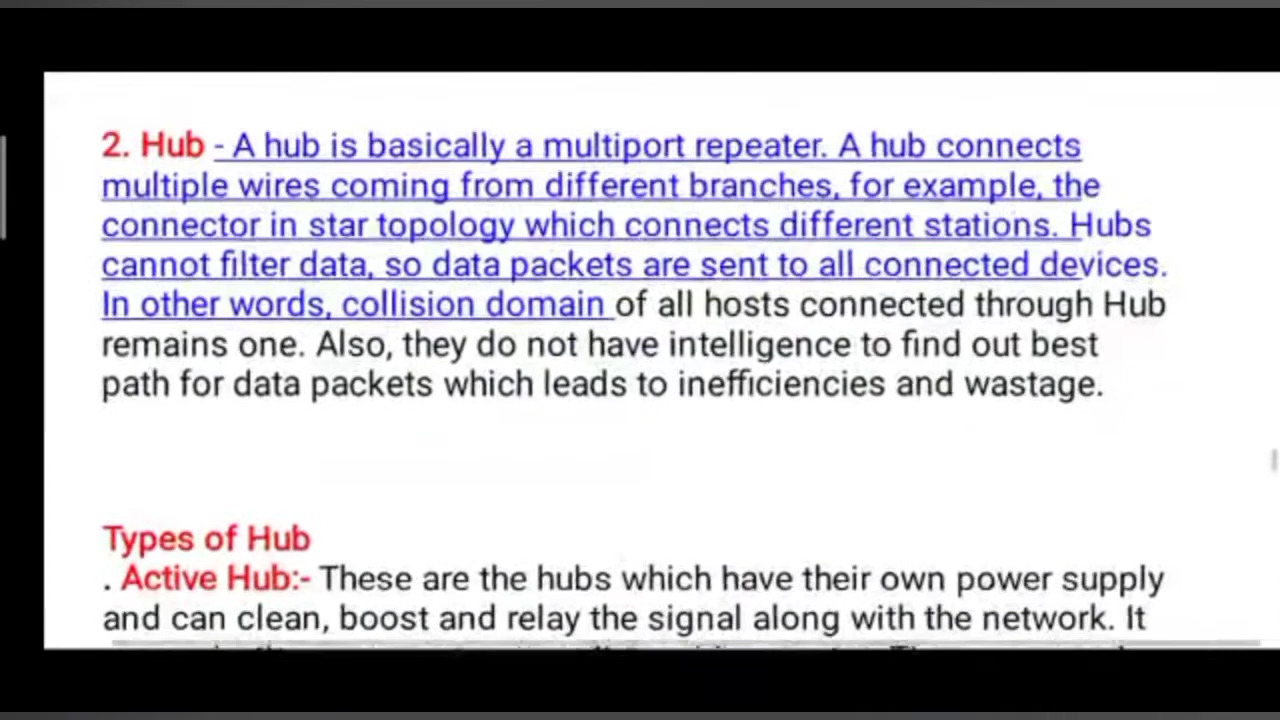 2. Hub - A hub is basically a multiport repeater. A hub connects
multiple wires coming from different branches, for example, the
connector in star topology which connects different stations. Hubs
cannot filter data, so data packets are sent to all connected devices.
In other words, collision domain of all hosts connected through Hub
remains one. Also, they do not have intelligence to find out best
path for data packets which leads to inefficiencies and wastage.
Types of Hub
. Active Hub:- These are the hubs which have their own power supply
and can clean, boost and relay the signal along with the network. It